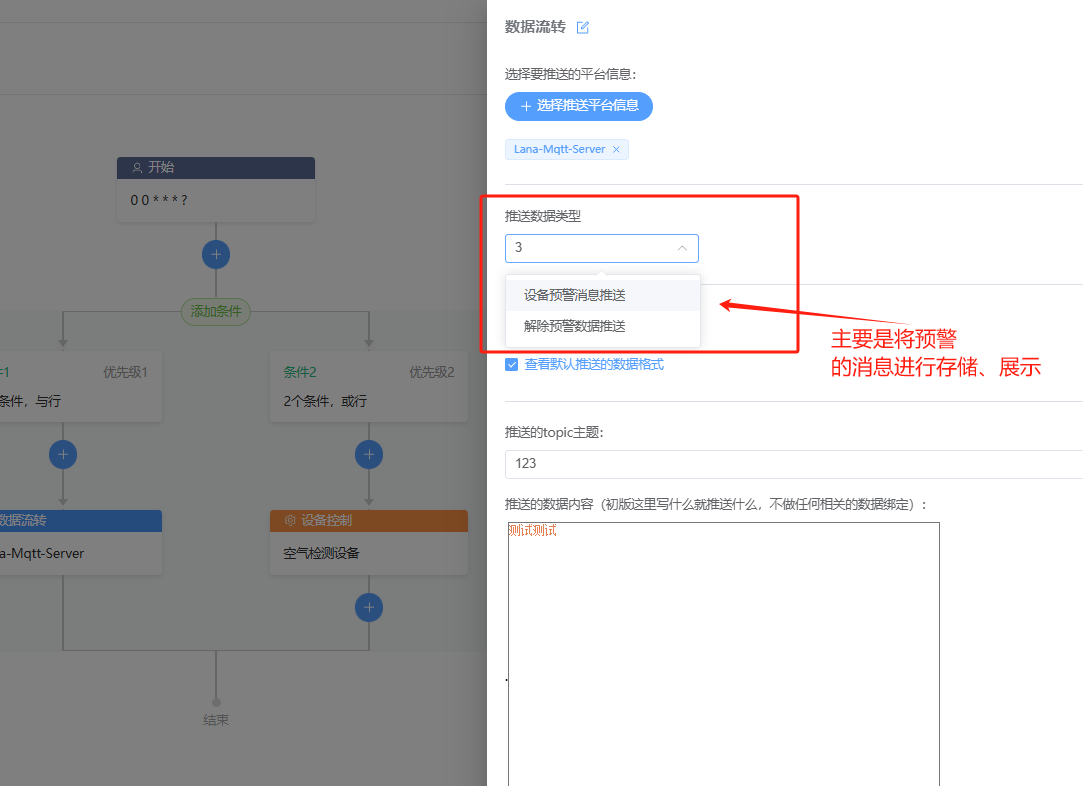 数据流转
选择要推送的平台信息：
+ 选择推送平台信息
Lana-Mqtt-Server ×
推送数据类型
3
设备预警消息推送
解除预警数据推送
查看默认推送的数据格式
推送的topic主题：
123
推送的数据内容（初版这里写什么就推送什么，不做任何相关的数据绑定）：
测试测试
主要是将预警
的消息进行存储、展示
开始
0 0 * * * ?
添加条件
1
优先级1
条件，与行
条件2
优先级2
2个条件，或行
数据流转
a-Mqtt-Server
设备控制
空气检测设备
结束